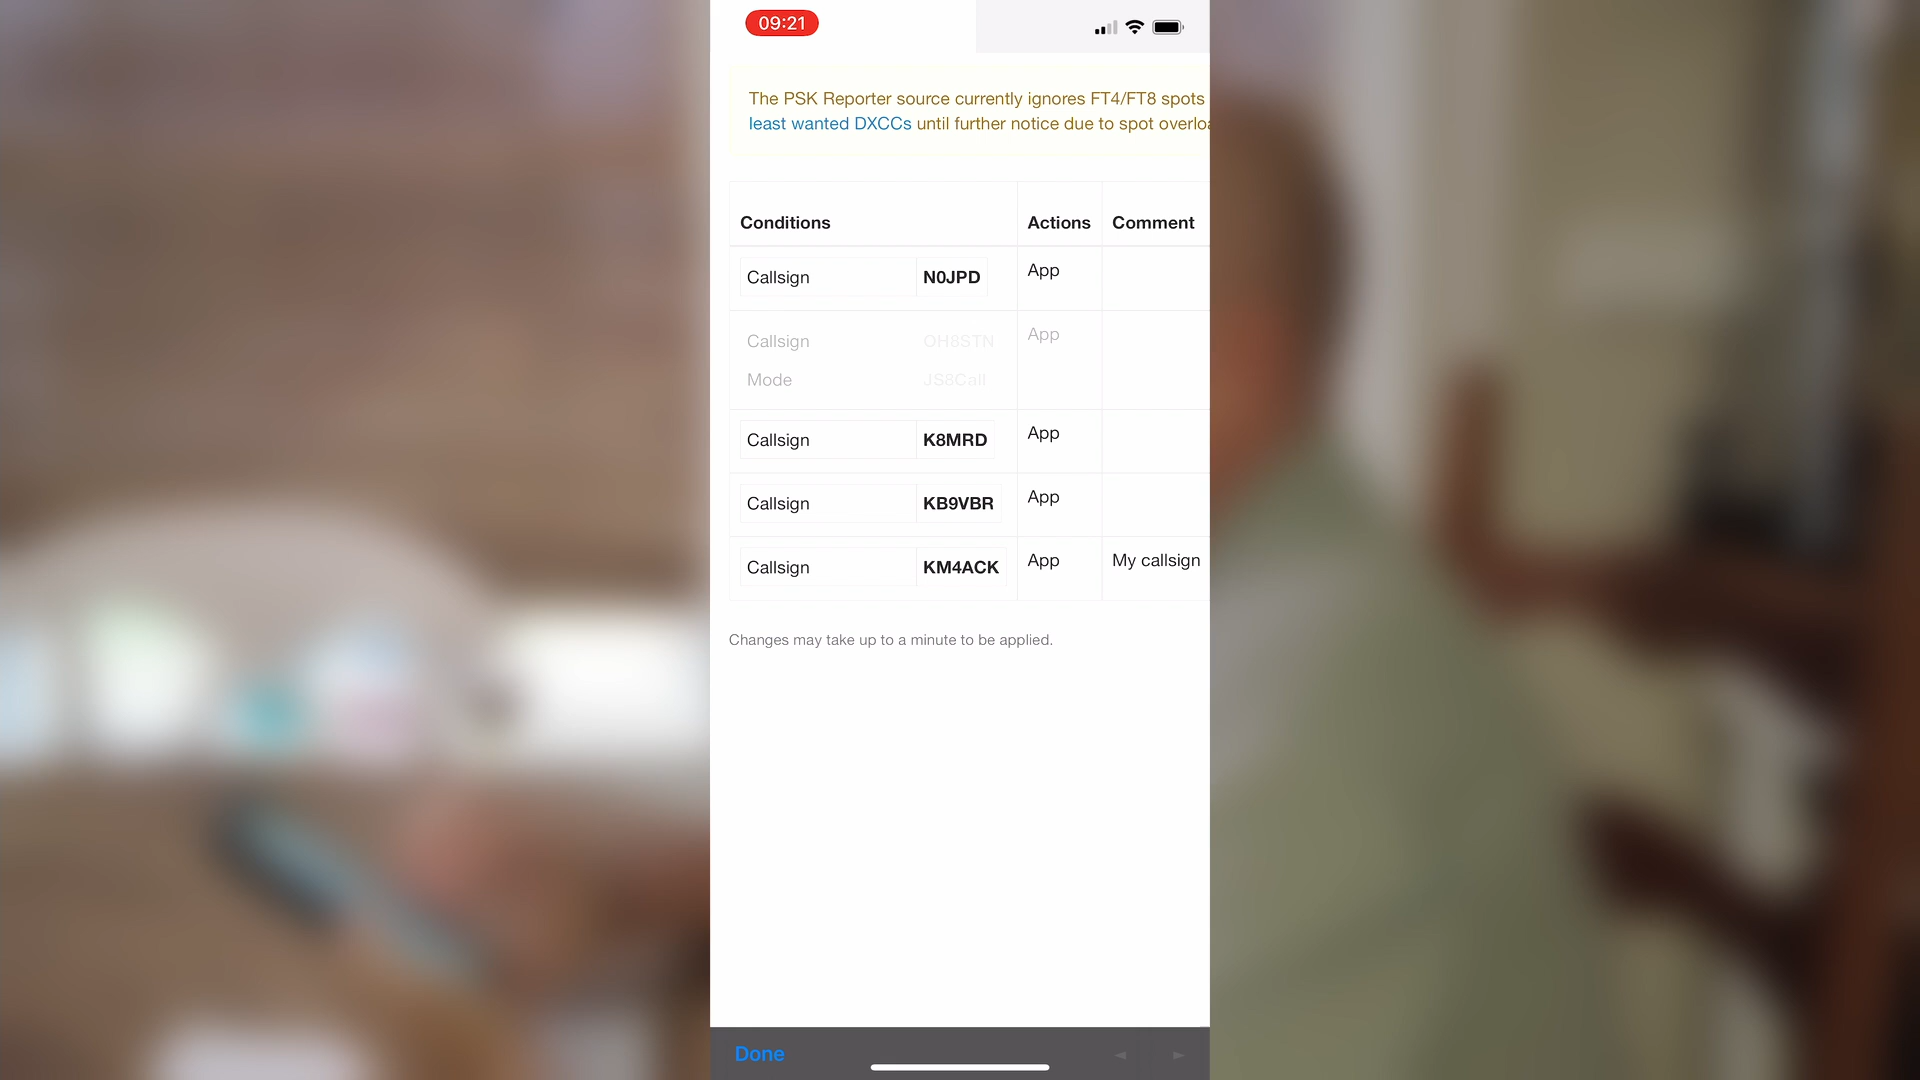 09:21
The PSK Reporter source currently ignores FT4/FT8 spots
least wanted DXCCs until further notice due to spot
Conditions Actions Comment
Callsign N0JPD App
Callsign OH8STN App
Mode JS8Call
Callsign K8MRD App
Callsign KB9VBR App
Callsign KM4ACK App My callsign
Changes may take up to a minute to be applied.
Done